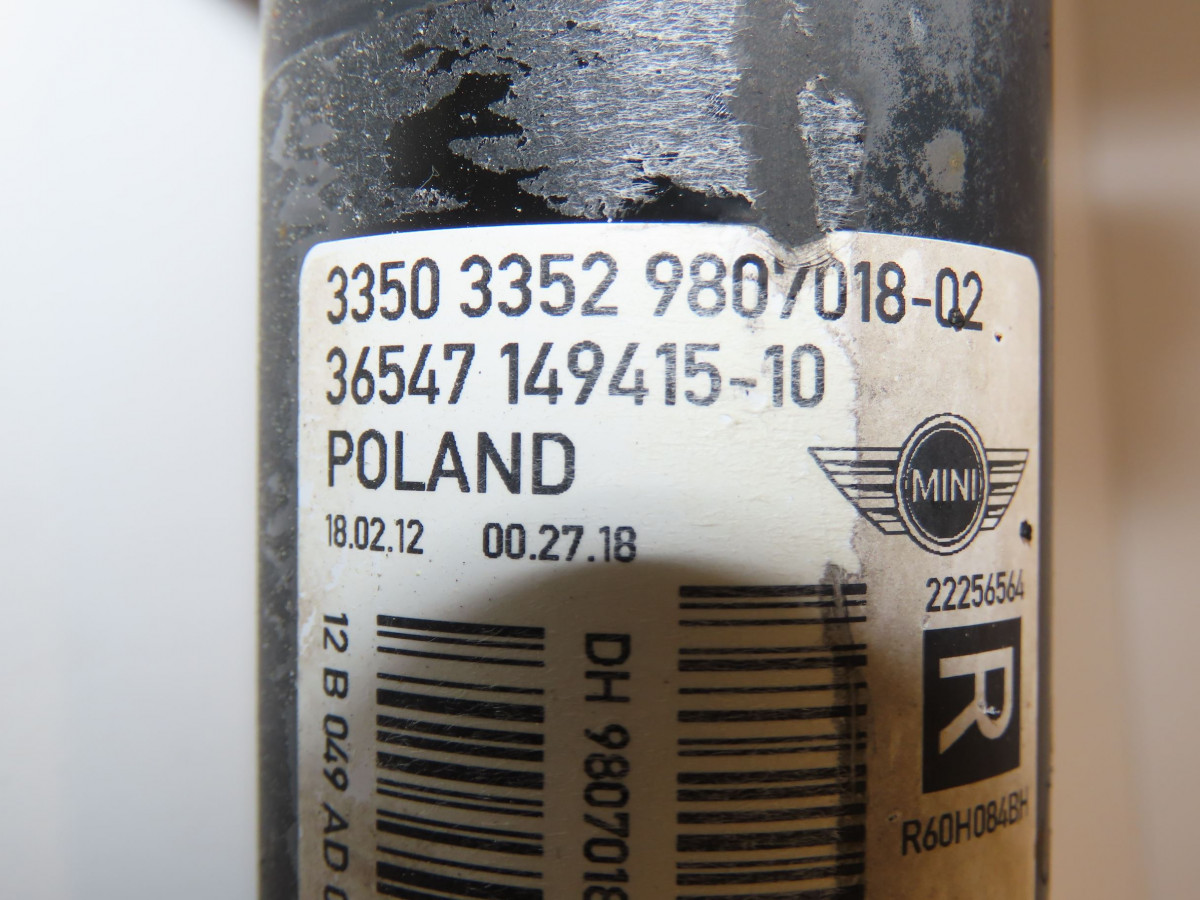 3350 3352 9807018-02
36547 149415-10
POLAND
18.02.12 00.27.18
MINI
22256564
R
R60H084BH
12 B 049 AD
DH 9807018